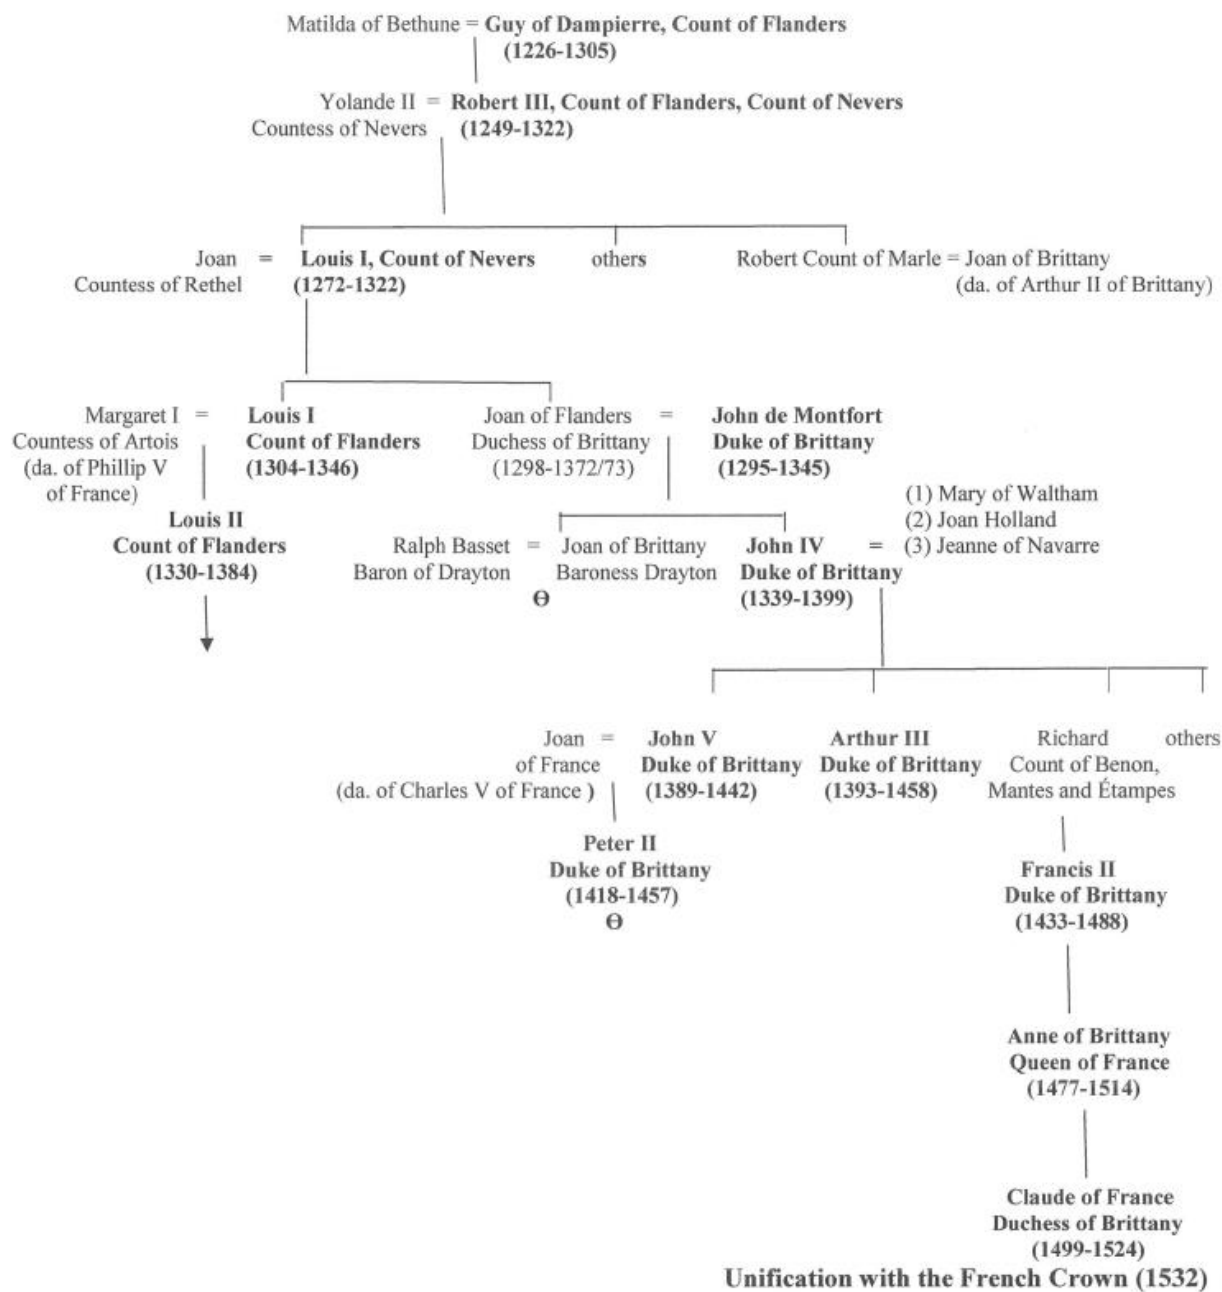 Matilda of Bethune = Guy of Dampierre, Count of Flanders
(1226-1305)
Yolande II = Robert III, Count of Flanders, Count of Nevers
Countess of Nevers (1249-1322)
Joan = Louis I, Count of Nevers others Robert Count of Marle = Joan of Brittany
Countess of Rethel (1272-1322) (da. of Arthur II of Brittany)
Margaret I = Louis I Joan of Flanders = John de Montfort
Countess of Artois Count of Flanders Duchess of Brittany Duke of Brittany
(da. of Phillip V (1304-1346) (1298-1372/73) (1295-1345)
of France) (1) Mary of Waltham
Louis II (2) Joan Holland
Count of Flanders Ralph Basset = Joan of Brittany John IV = (3) Jeanne of Navarre
(1330-1384) Baron of Drayton Baroness Drayton Duke of Brittany
ϴ (1339-1399)
Joan = John V Arthur III Richard others
of France Duke of Brittany Duke of Brittany Count of Benon,
(da. of Charles V of France ) (1389-1442) (1393-1458) Mantes and Étampes
Peter II
Duke of Brittany Francis II
(1418-1457) Duke of Brittany
ϴ (1433-1488)
Anne of Brittany
Queen of France
(1477-1514)
Claude of France
Duchess of Brittany
(1499-1524)
Unification with the French Crown (1532)